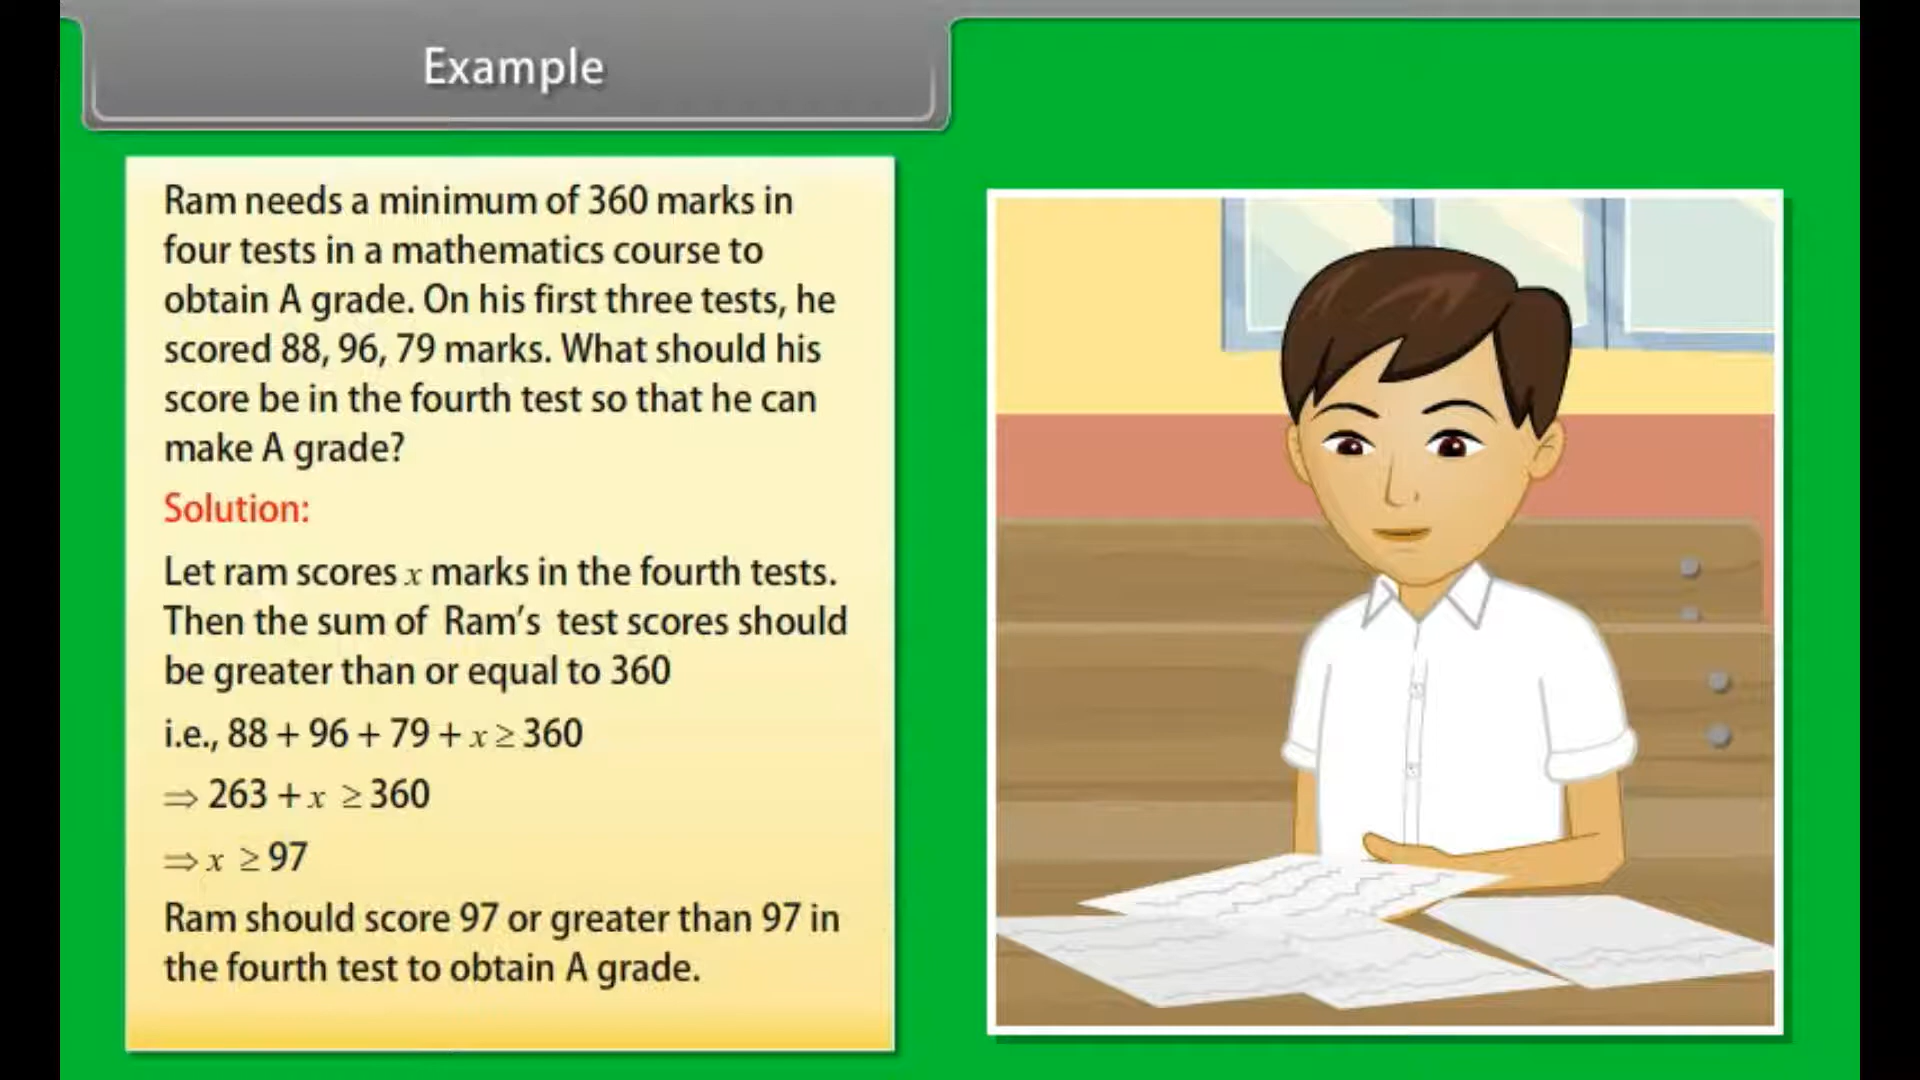 Example
Ram needs a minimum of 360 marks in
four tests in a mathematics course to
obtain A grade. On his first three tests, he
scored 88, 96, 79 marks. What should his
score be in the fourth test so that he can
make A grade?
Solution:
Let ram scores x marks in the fourth tests.
Then the sum of Ram's test scores should
be greater than or equal to 360
i.e., 88 + 96 + 79 + x ≥ 360
⇒ 263 + x ≥ 360
⇒ x ≥ 97
Ram should score 97 or greater than 97 in
the fourth test to obtain A grade.